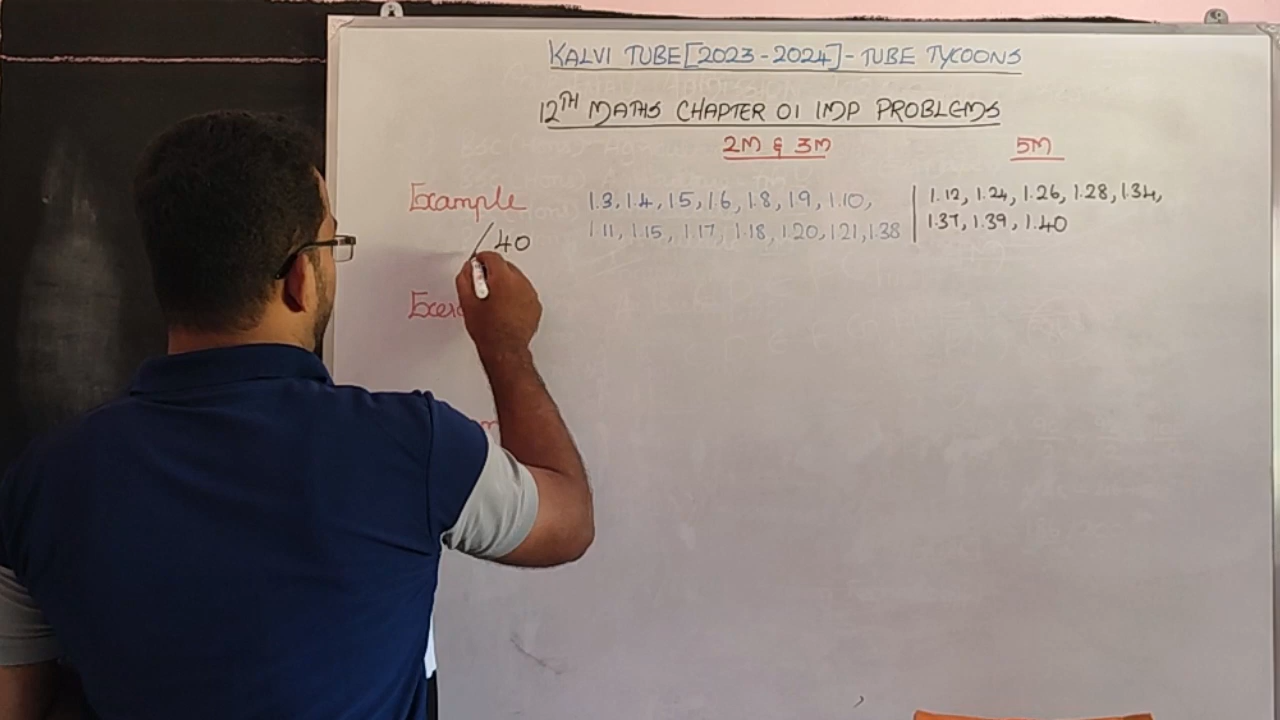 KALVI TUBE[2023-2024]-TUBE TYCOONS
12TH MATHS CHAPTER 01 IMP PROBLEMS
2M & 3M 5M
Example 1.3, 1.4, 1.5, 1.6, 1.8, 1.9, 1.10, 1.12, 1.24, 1.26, 1.28, 1.34,
/40 1.11, 1.15, 1.17, 1.18, 1.20, 1.21, 1.38 1.37, 1.39, 1.40